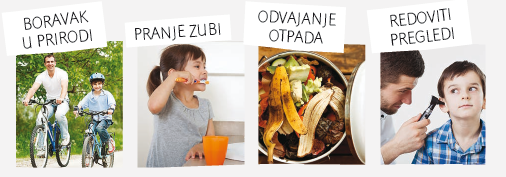 BORAVAK
U PRIRODI
PRANJE ZUBI
ODVAJANJE
OTPADA
REDOVITI
PREGLEDI